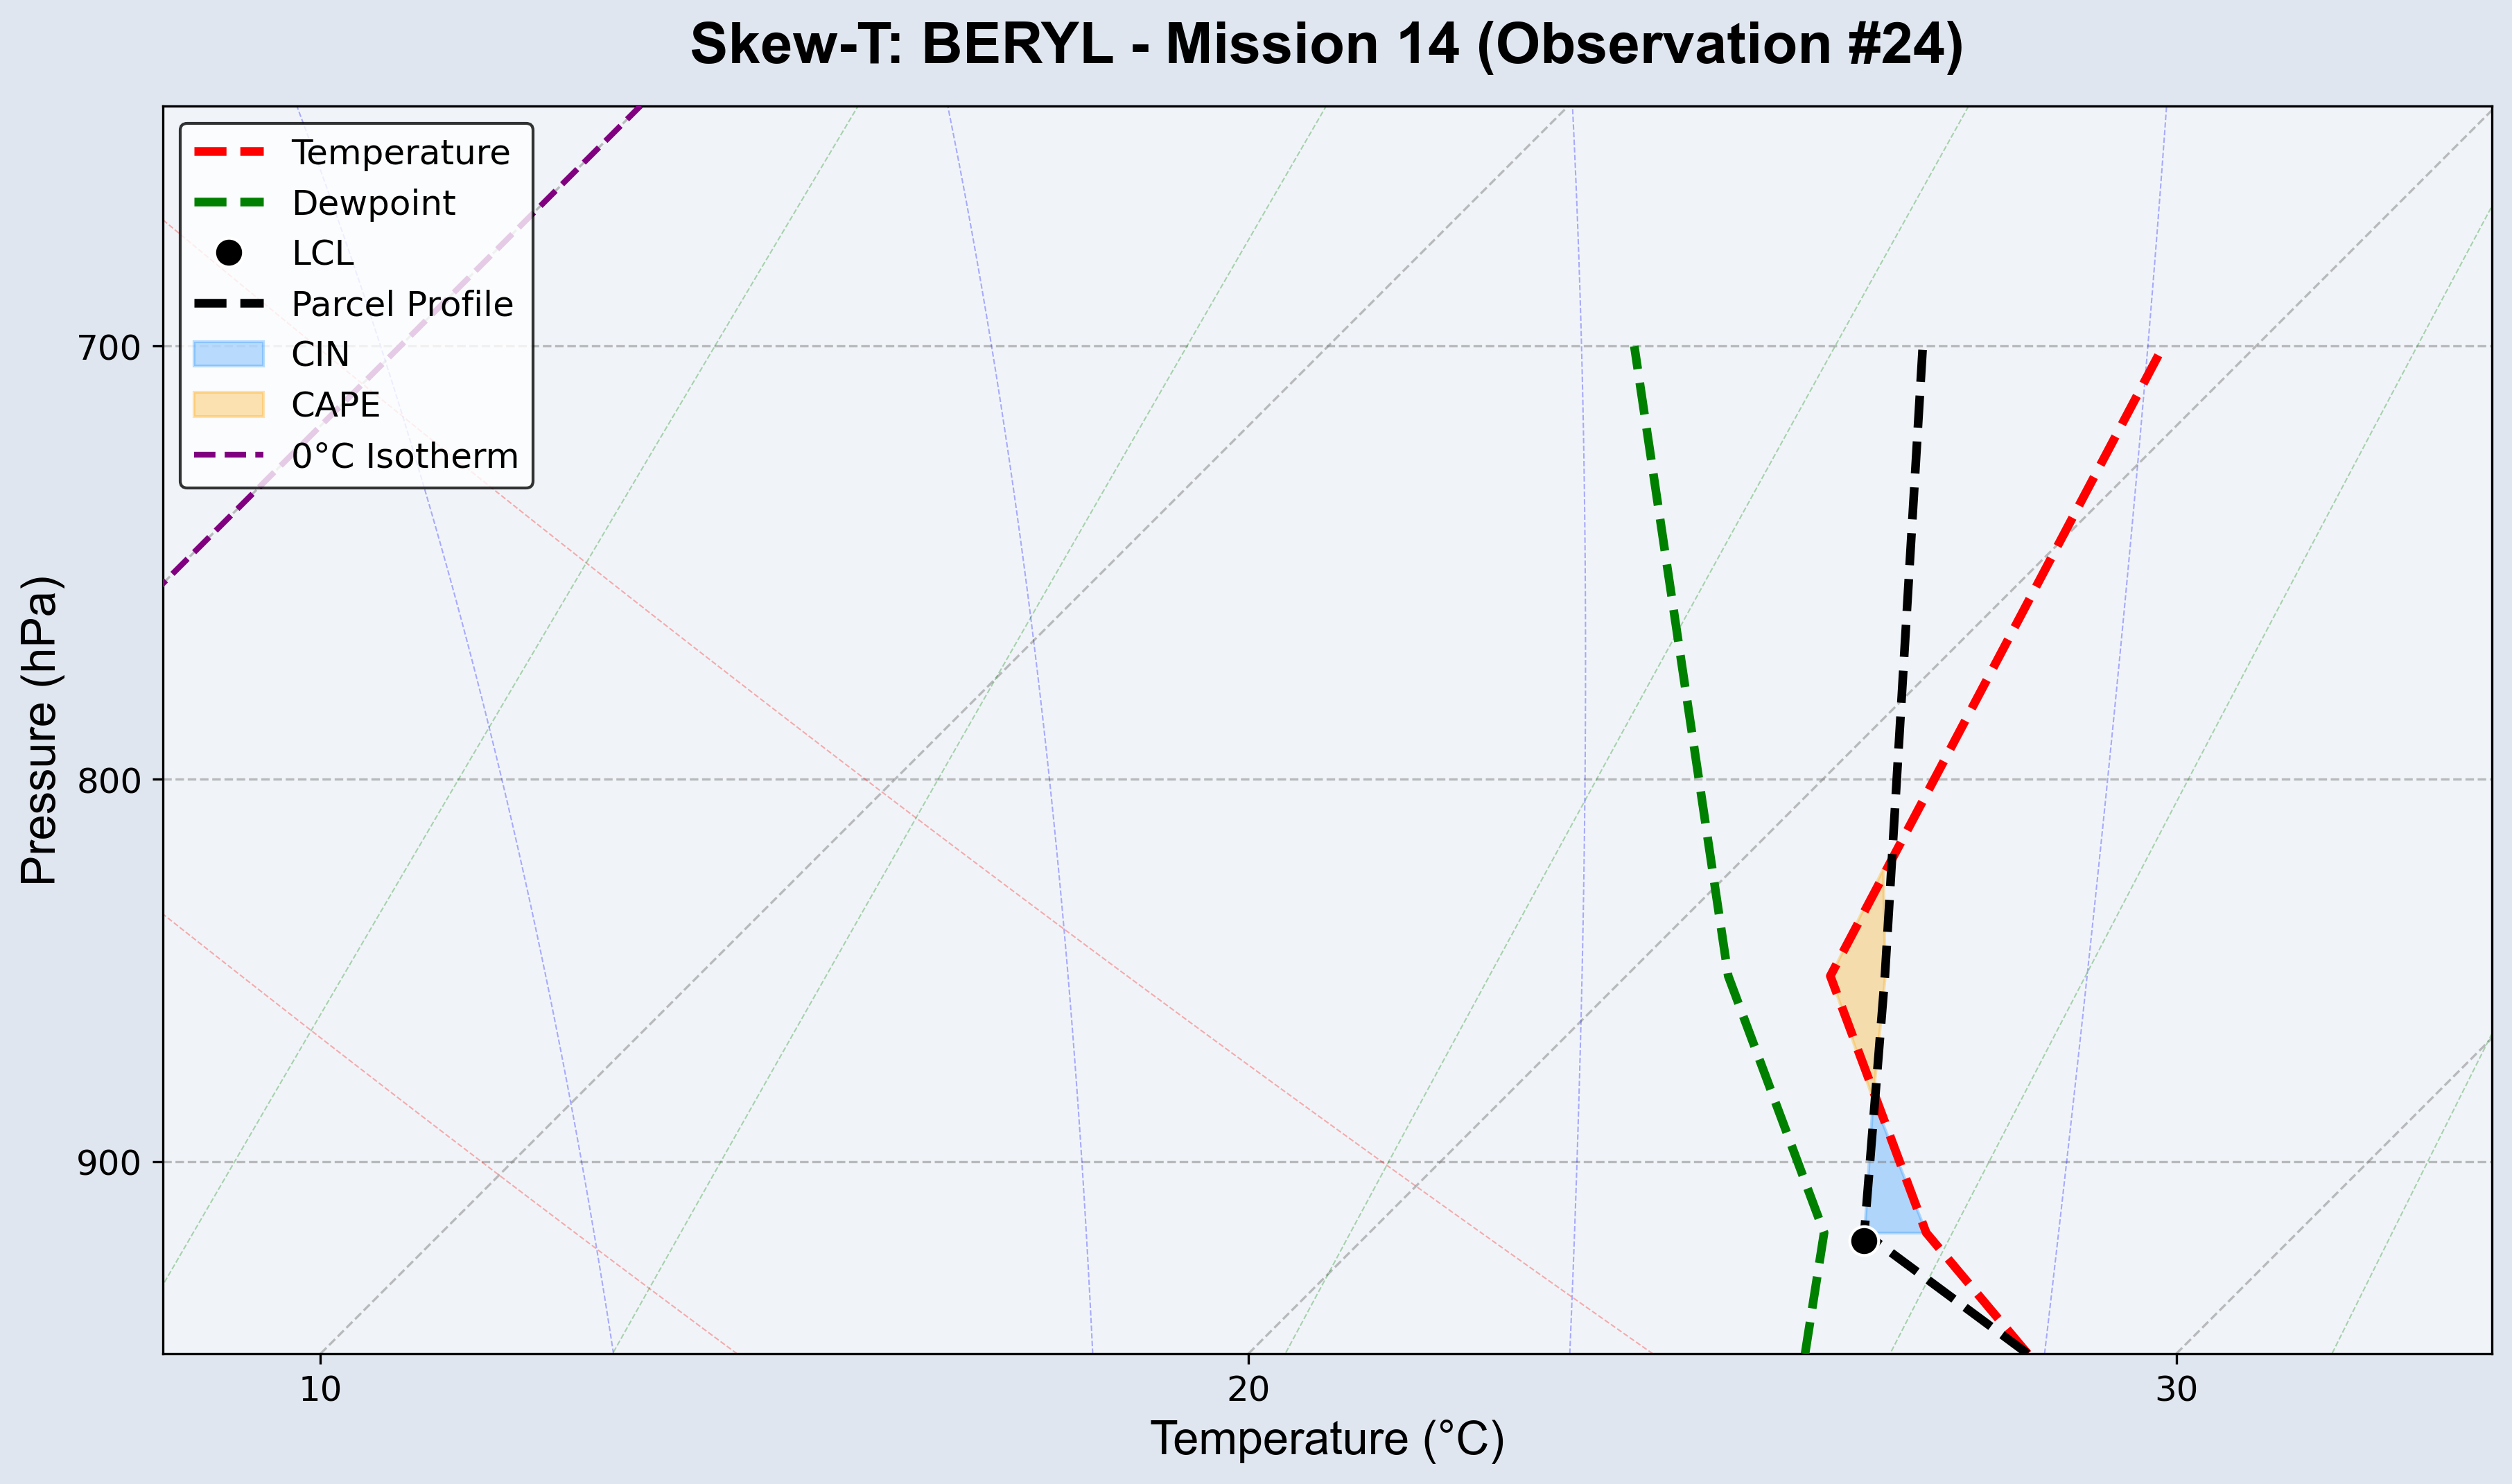 Skew-T: BERYL - Mission 14 (Observation #24)
Temperature
Dewpoint
LCL
Parcel Profile
CIN
CAPE
0°C Isotherm
Pressure (hPa)
700
800
900
10 20 30
Temperature (°C)